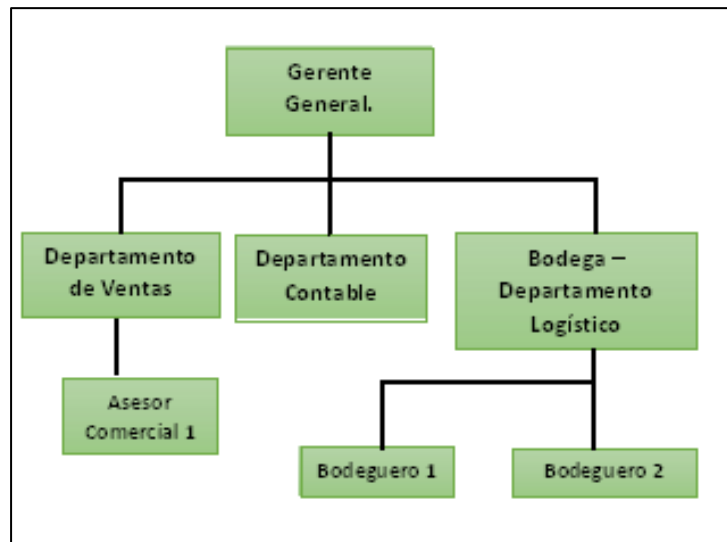 Gerente
General.
Departamento
de Ventas
Departamento
Contable
Bodega –
Departamento
Logístico
Asesor
Comercial 1
Bodeguero 1
Bodeguero 2